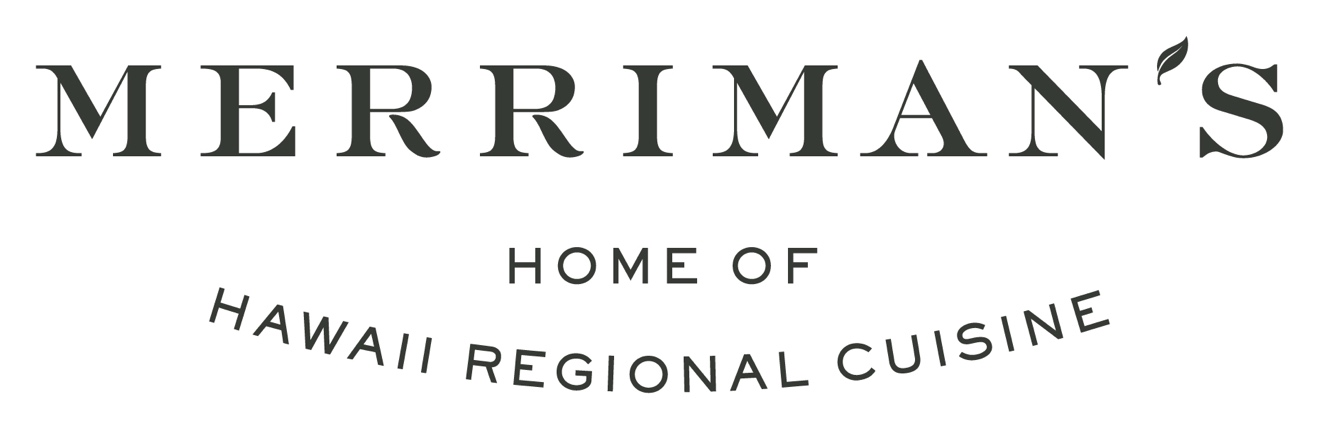 MERRIMAN'S
HOME OF
HAWAII REGIONAL CUISINE